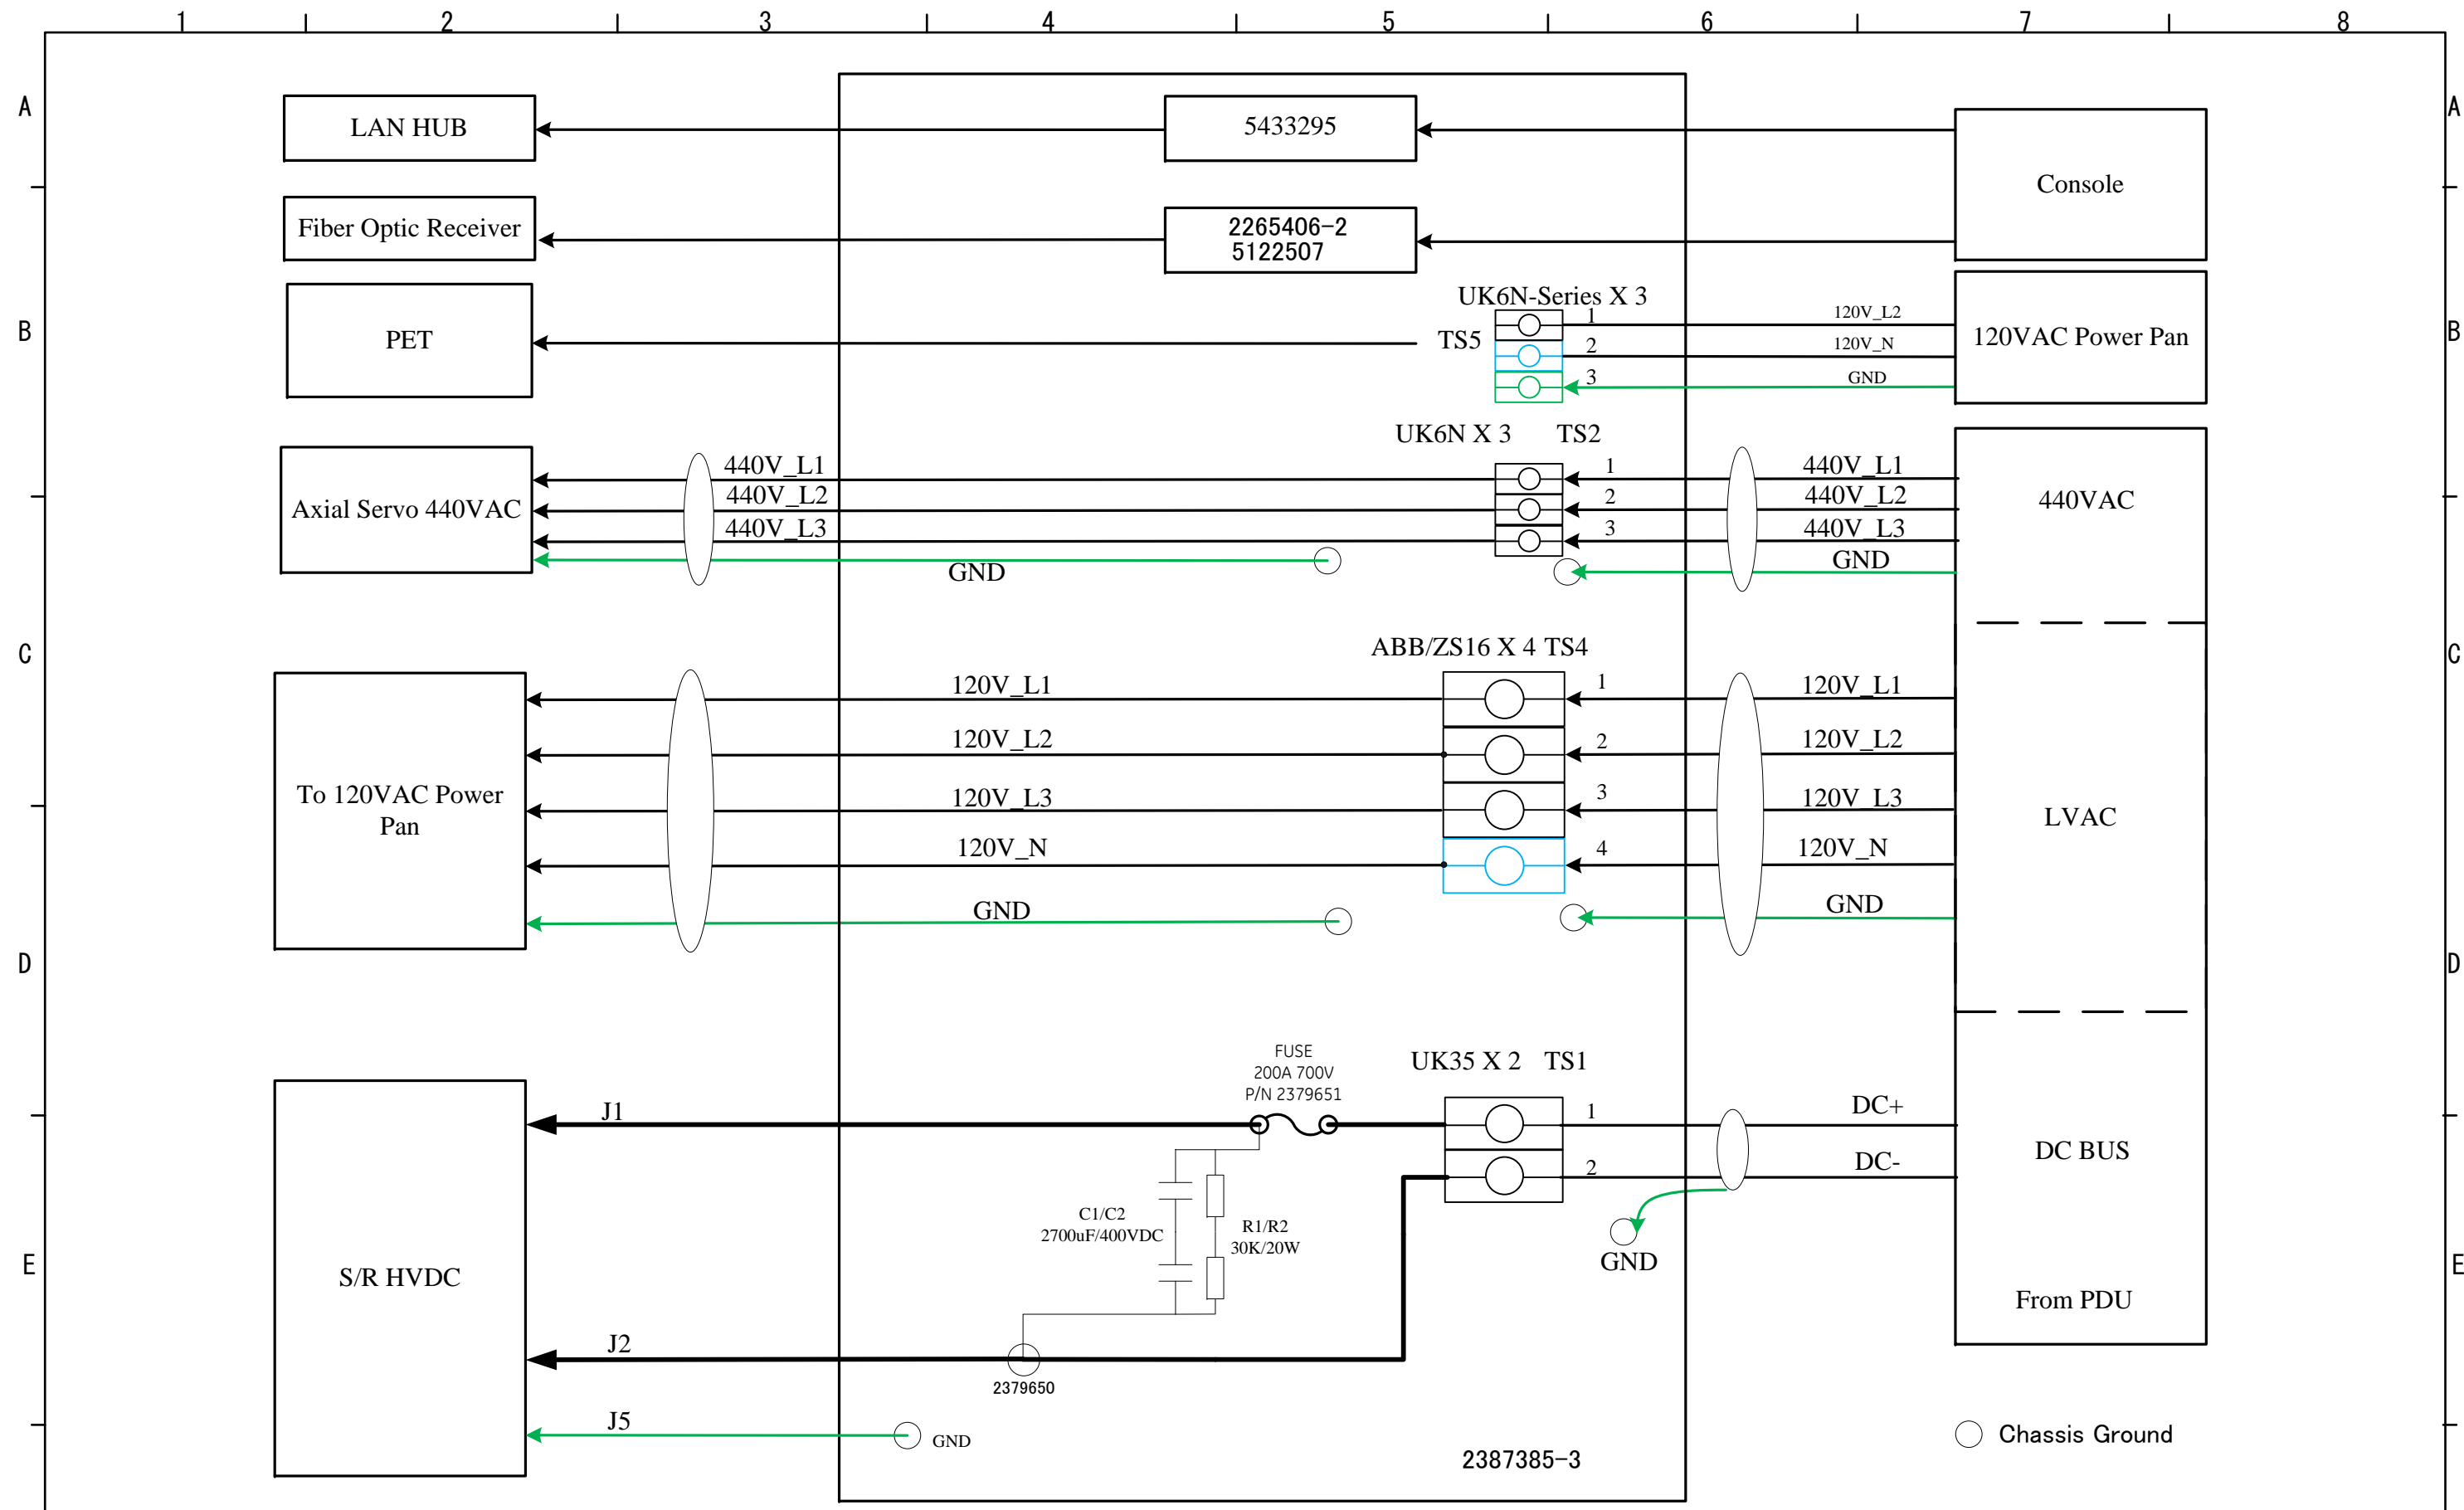 1 2 3 4 5 6 7 8
A A
LAN HUB
5433295
Console
Fiber Optic Receiver
2265406-2
5122507
B B
PET
UK6N-Series X 3
TS5
1
2
3
120V_L2
120V_N
GND
120VAC Power Pan
UK6N X 3 TS2
Axial Servo 440VAC
440V_L1
440V_L2
440V_L3
GND
1
2
3
440V_L1
440V_L2
440V_L3
GND
440VAC
C C
ABB/ZS16 X 4 TS4
To 120VAC Power
Pan
120V_L1
120V_L2
120V_L3
120V_N
GND
1
2
3
4
120V_L1
120V_L2
120V_L3
120V_N
GND
LVAC
D D
FUSE
200A 700V
P/N 2379651
UK35 X 2 TS1
J1
1
2
DC+
DC-
DC BUS
C1/C2
2700uF/400VDC
R1/R2
30K/20W
GND
E E
S/R HVDC
From PDU
J2
2379650
J5
GND
2387385-3
Chassis Ground